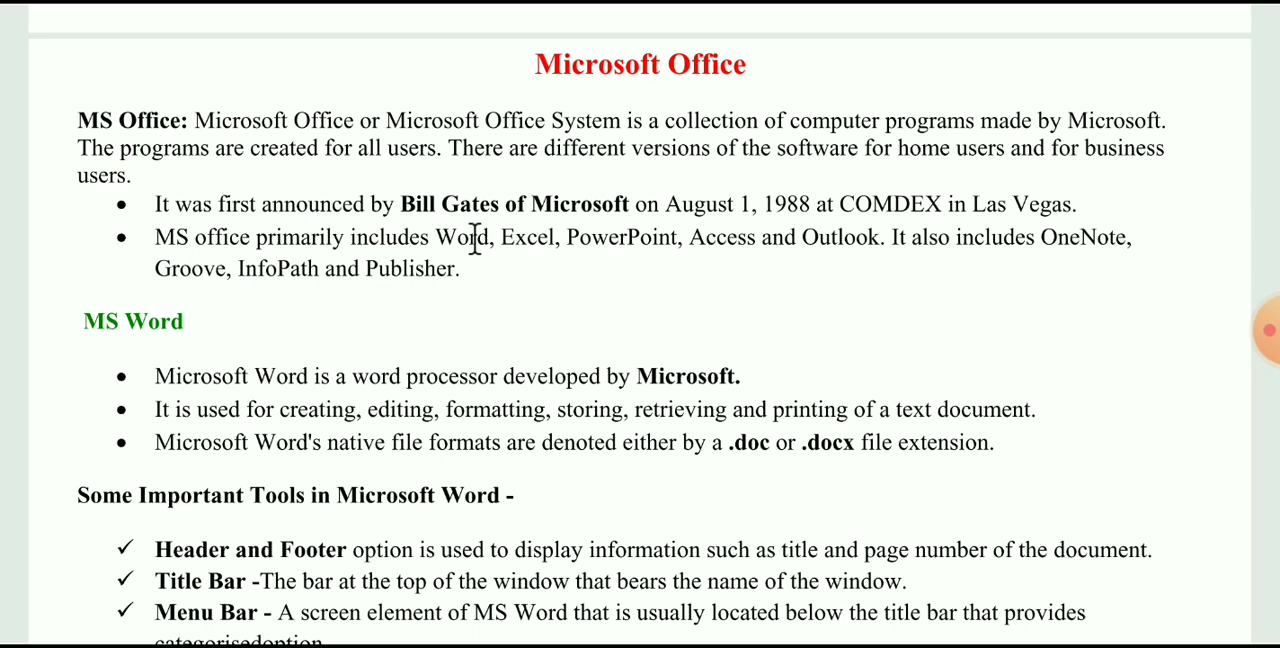 Microsoft Office
MS Office: Microsoft Office or Microsoft Office System is a collection of computer programs made by Microsoft.
The programs are created for all users. There are different versions of the software for home users and for business
users.
• It was first announced by Bill Gates of Microsoft on August 1, 1988 at COMDEX in Las Vegas.
• MS office primarily includes Word, Excel, PowerPoint, Access and Outlook. It also includes OneNote,
Groove, InfoPath and Publisher.
MS Word
• Microsoft Word is a word processor developed by Microsoft.
• It is used for creating, editing, formatting, storing, retrieving and printing of a text document.
• Microsoft Word's native file formats are denoted either by a .doc or .docx file extension.
Some Important Tools in Microsoft Word -
✓ Header and Footer option is used to display information such as title and page number of the document.
✓ Title Bar -The bar at the top of the window that bears the name of the window.
✓ Menu Bar - A screen element of MS Word that is usually located below the title bar that provides
categorisedoption